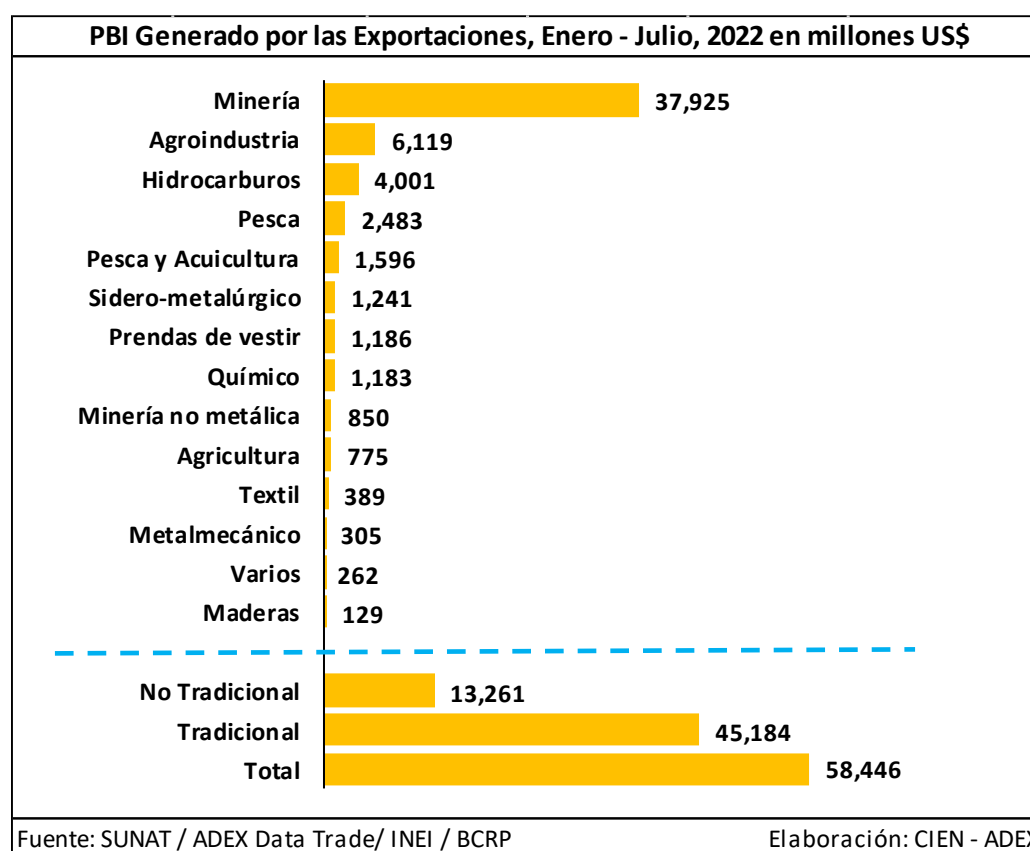 PBI Generado por las Exportaciones, Enero - Julio, 2022 en millones US$
Minería 37,925
Agroindustria 6,119
Hidrocarburos 4,001
Pesca 2,483
Pesca y Acuicultura 1,596
Sidero-metalúrgico 1,241
Prendas de vestir 1,186
Químico 1,183
Minería no metálica 850
Agricultura 775
Textil 389
Metalmecánico 305
Varios 262
Maderas 129
No Tradicional 13,261
Tradicional 45,184
Total 58,446
Fuente: SUNAT / ADEX Data Trade/ INEI / BCRP Elaboración: CIEN - ADEX